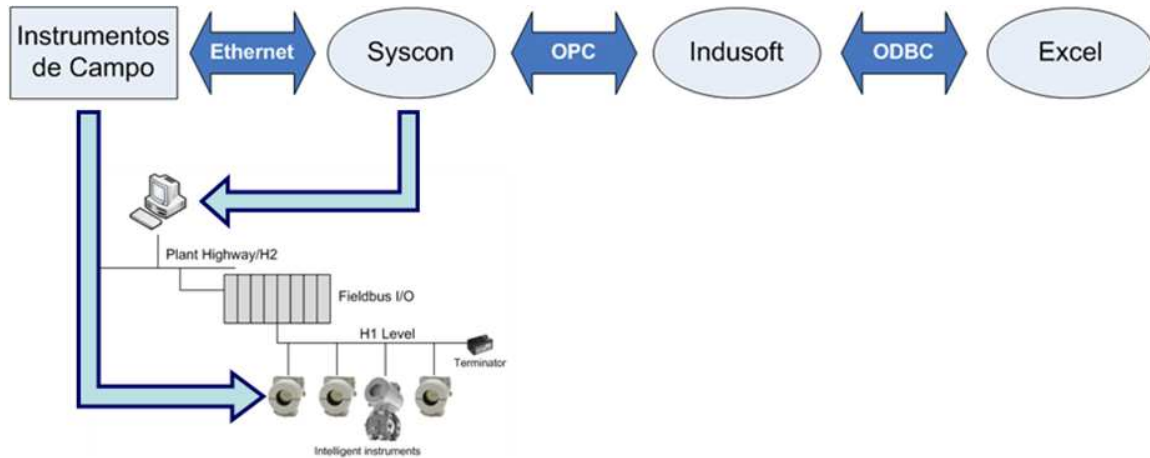 Instrumentos
de Campo
Ethernet
Syscon
OPC
Indusoft
ODBC
Excel
Plant Highway/H2
Fieldbus I/O
H1 Level
Terminator
Intelligent instruments